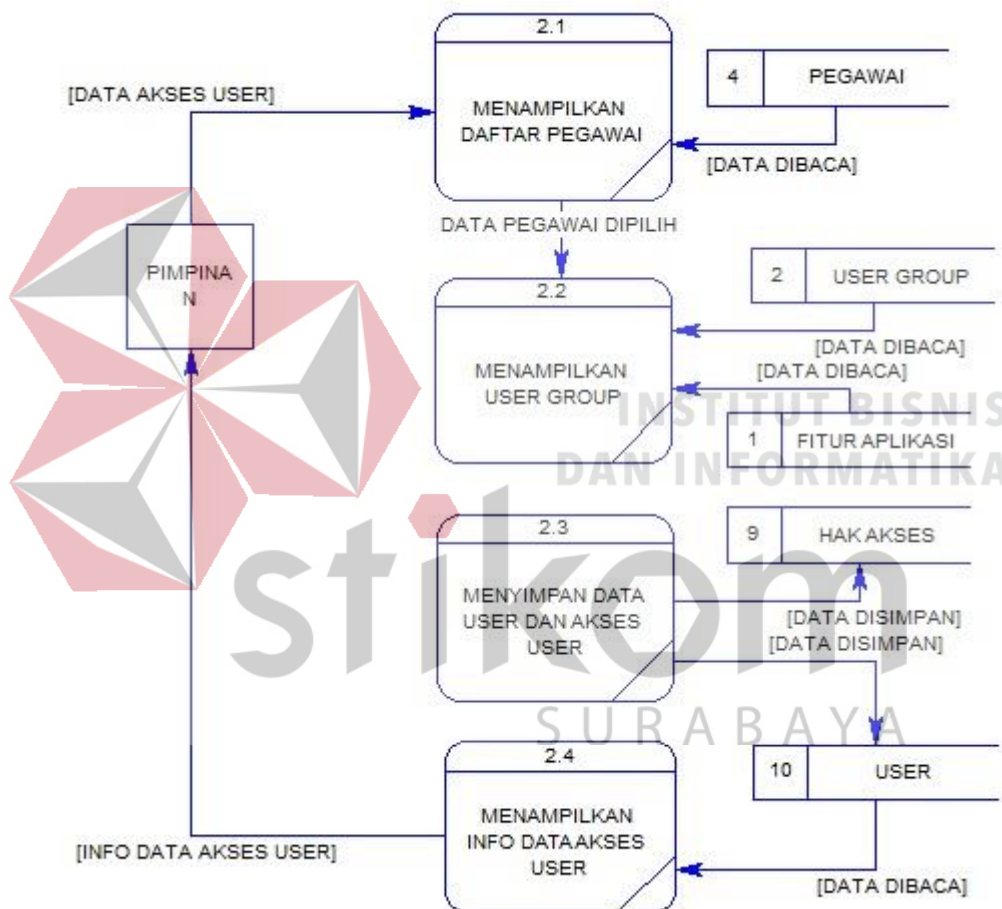 2.1
[DATA AKSES USER]
MENAMPILKAN
DAFTAR PEGAWAI
4 PEGAWAI
[DATA DIBACA]
DATA PEGAWAI DIPILIH
PIMPINA
N
2.2
MENAMPILKAN
USER GROUP
2 USER GROUP
[DATA DIBACA]
[DATA DIBACA]
1 FITUR APLIKASI
INSTITUT BISNIS
DAN INFORMATIKA
stikom
SURABAYA
2.3
MENYIMPAN DATA
USER DAN AKSES
USER
9 HAK AKSES
[DATA DISIMPAN]
[DATA DISIMPAN]
10 USER
2.4
MENAMPILKAN
INFO DATA AKSES
USER
[INFO DATA AKSES USER]
[DATA DIBACA]